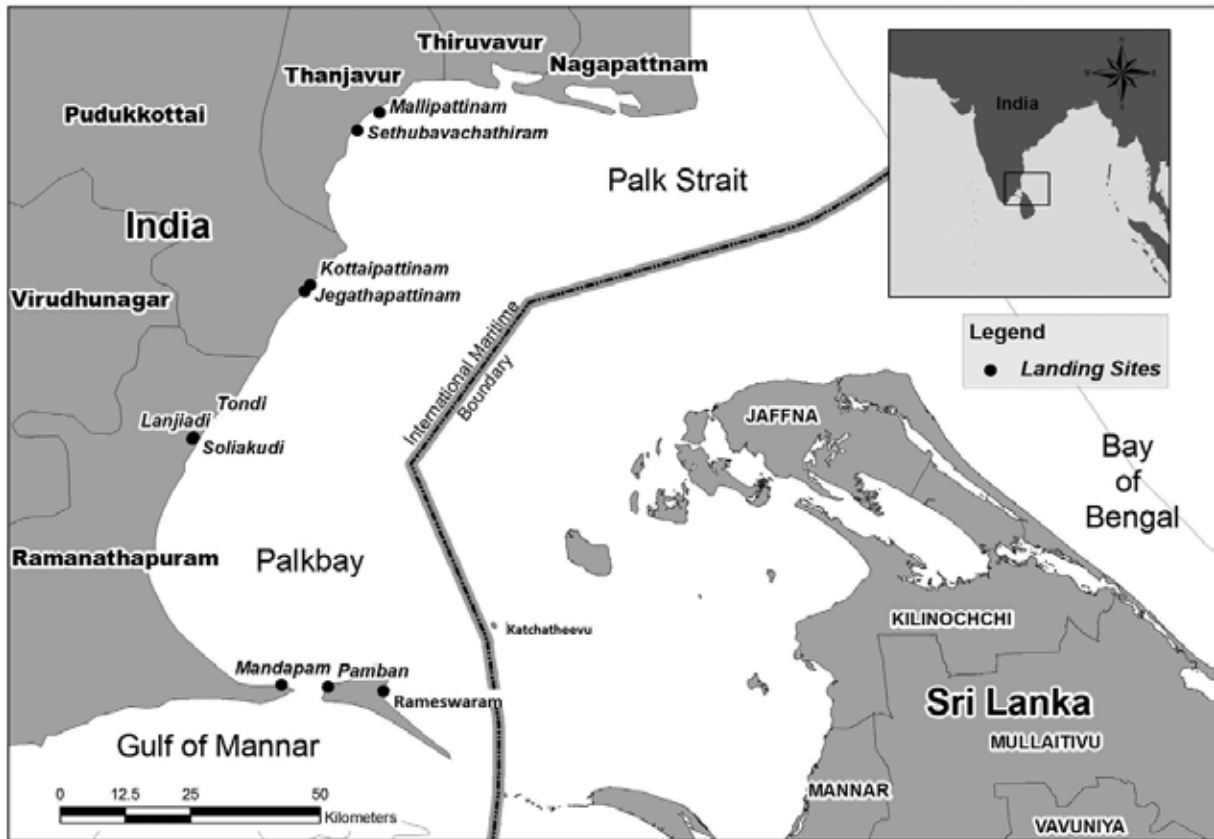 Thiruvavur
Nagapattnam
Thanjavur
Pudukkottal
Mallipattinam
Sethubavachathiram
Palk Strait
India
Kottaipattinam
Jegathapattinam
Virudhunagar
Tondi
Lanjiadi
Soliakudi
Ramanathapuram
Palkbay
International Maritime
Boundary
Katchatheevu
Mandapam
Pamban
Rameswaram
Gulf of Mannar
0 12.5 25 50
Kilometers
India
N
W E
S
Legend
Landing Sites
JAFFNA
Bay
of
Bengal
KILINOCHCHI
Sri Lanka
MULLAITIVU
MANNAR
VAVUNIYA